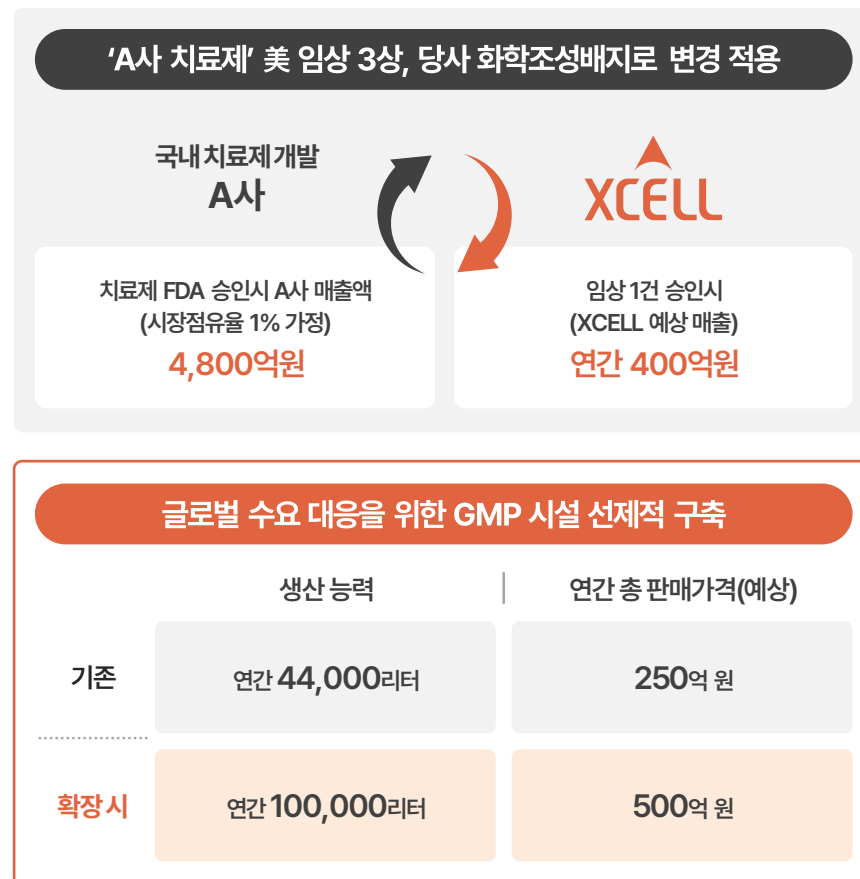 ‘A사 치료제’ 美 임상 3상, 당사 화학조성배지로 변경 적용
국내 치료제 개발
A사
XCELL
치료제 FDA 승인시 A사 매출액
(시장점유율 1% 가정)
4,800억원
임상 1건 승인시
(XCELL 예상 매출)
연간 400억원
글로벌 수요 대응을 위한 GMP 시설 선제적 구축
생산 능력
연간 총 판매가격(예상)
기존
연간 44,000리터
250억 원
확장 시
연간 100,000리터
500억 원